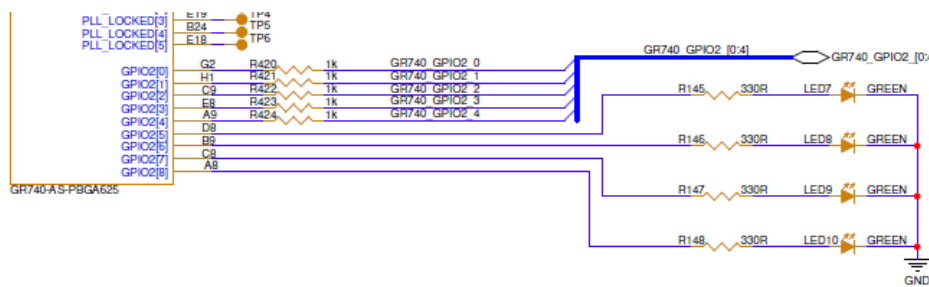 PLL_LOCKED[3] E19 TP4
PLL_LOCKED[4] B24 TP5
PLL_LOCKED[5] E18 TP6
GR740_GPIO2_[0:4]
GPIO2[0] G2 R420 1k GR740_GPIO2_0 GR740_GPIO2_[0:4
GPIO2[1] H1 R421 1k GR740_GPIO2_1
GPIO2[2] C9 R422 1k GR740_GPIO2_2 R145 330R LED7 GREEN
GPIO2[3] E8 R423 1k GR740_GPIO2_3
GPIO2[4] A9 R424 1k GR740_GPIO2_4
GPIO2[5] D8
GPIO2[6] B9 R146 330R LED8 GREEN
GPIO2[7] C8
GPIO2[8] A8
GR740-AS-PBGA625 R147 330R LED9 GREEN
R148 330R LED10 GREEN
GND